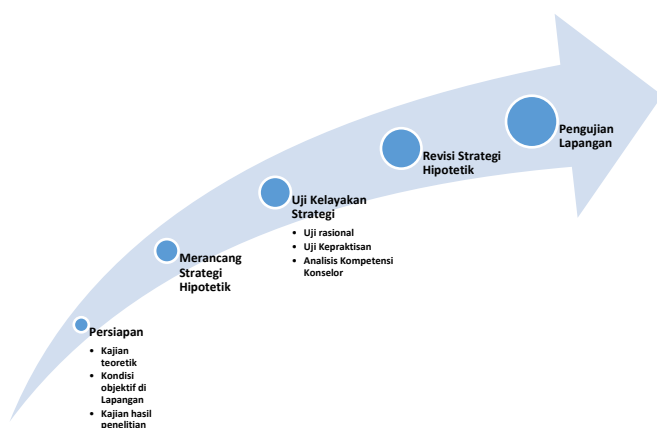 Persiapan
• Kajian
teoretik
• Kondisi
objektif di
Lapangan
• Kajian hasil
penelitian
Merancang
Strategi
Hipotetik
Uji Kelayakan
Strategi
• Uji rasional
• Uji Kepraktisan
• Analisis Kompetensi
Konselor
Revisi Strategi
Hipotetik
Pengujian
Lapangan